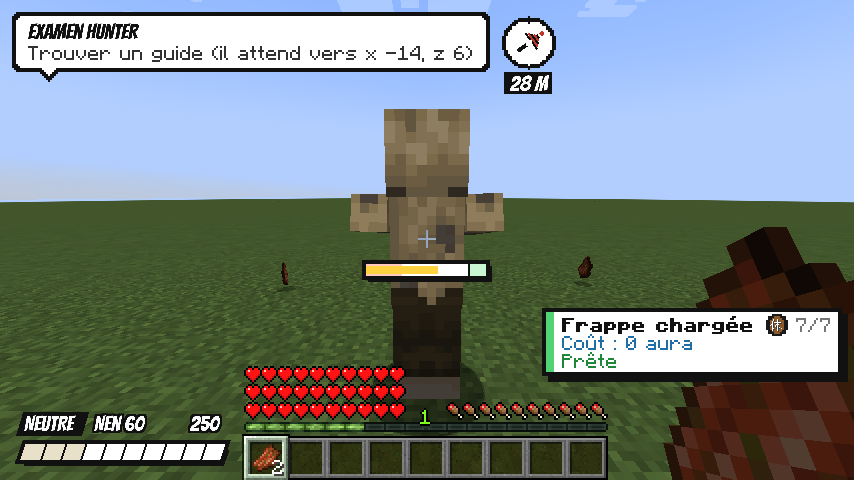 EXAMEN HUNTER
Trouver un guide (il attend vers x -14, z 6)
28 M
Frappe chargée 7/7
Coût : 0 aura
Prête
1
NEUTRE NEN 60 250
2